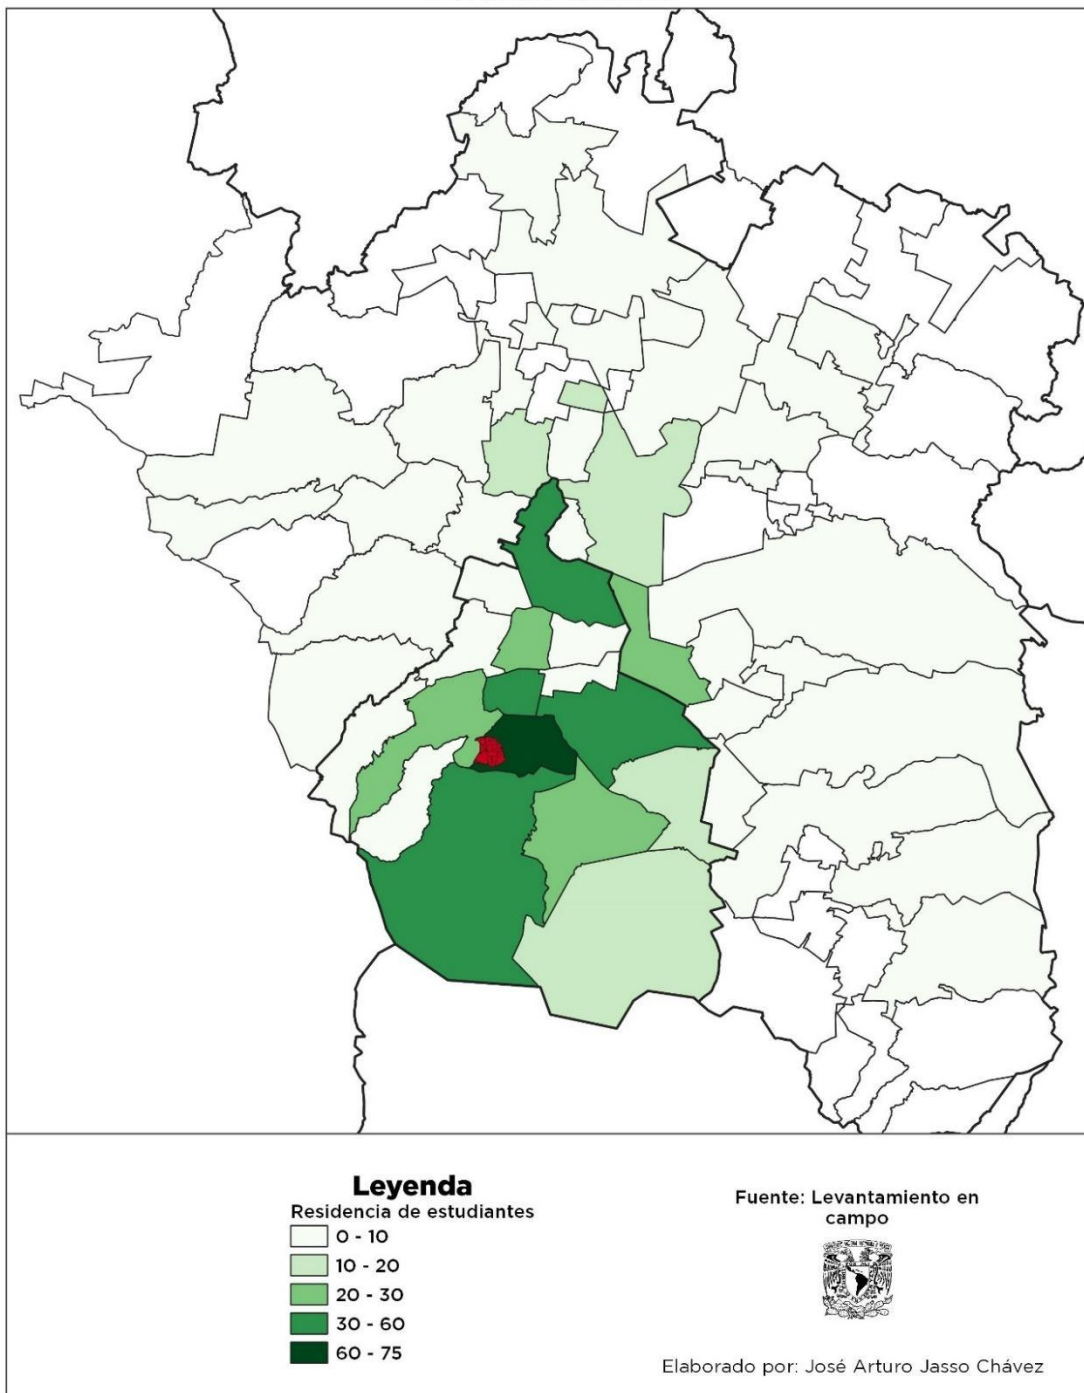 Leyenda
Residencia de estudiantes
0 - 10
10 - 20
20 - 30
30 - 60
60 - 75
Fuente: Levantamiento en
campo
Elaborado por: José Arturo Jasso Chávez